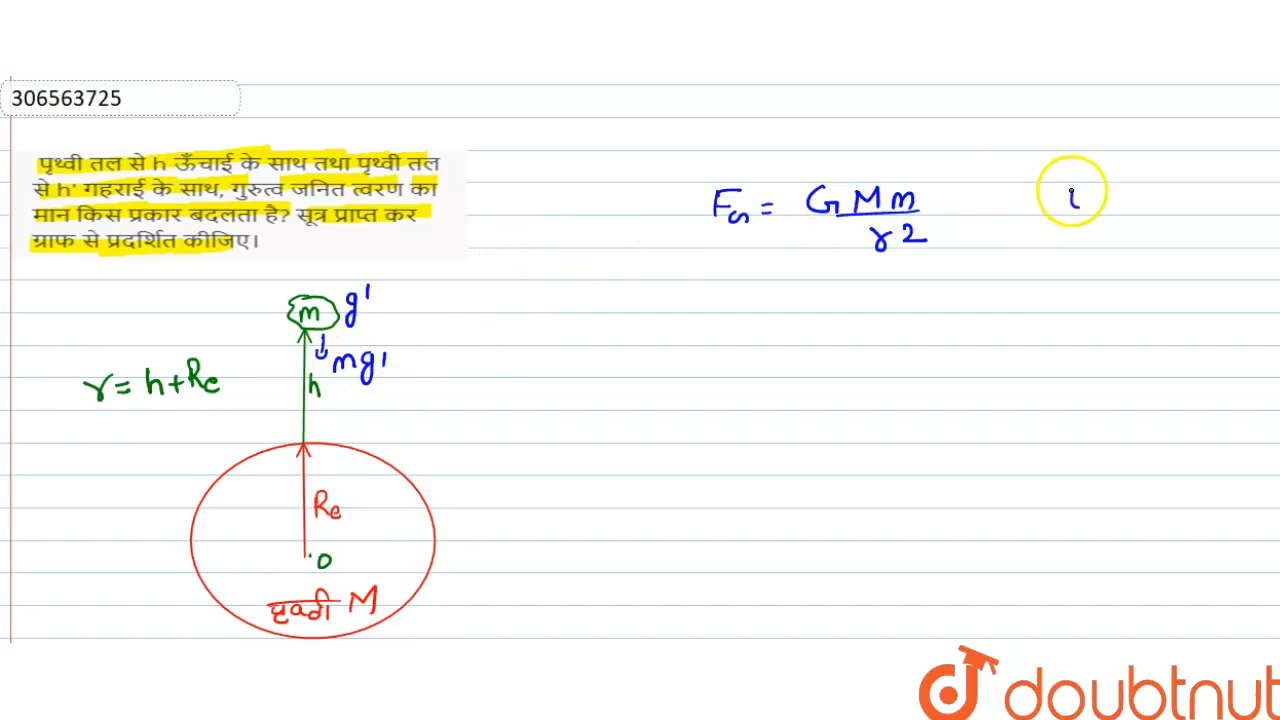 306563725
पृथ्वी तल से h ऊँचाई के साथ तथा पृथ्वी तल
से h' गहराई के साथ, गुरुत्व जनित त्वरण का
मान किस प्रकार बदलता है? सूत्र प्राप्त कर
ग्राफ से प्रदर्शित कीजिए।
FG = GMm
r2
m g'
mg'
r = h+Re
h
Re
O
पृथ्वी M
doubtnut